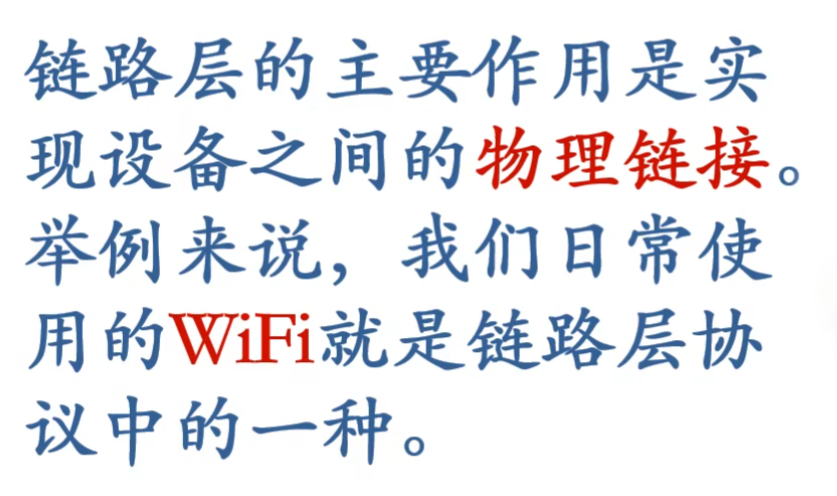 链路层的主要作用是实
现设备之间的物理链接。
举例来说，我们日常使
用的WiFi就是链路层协
议中的一种。